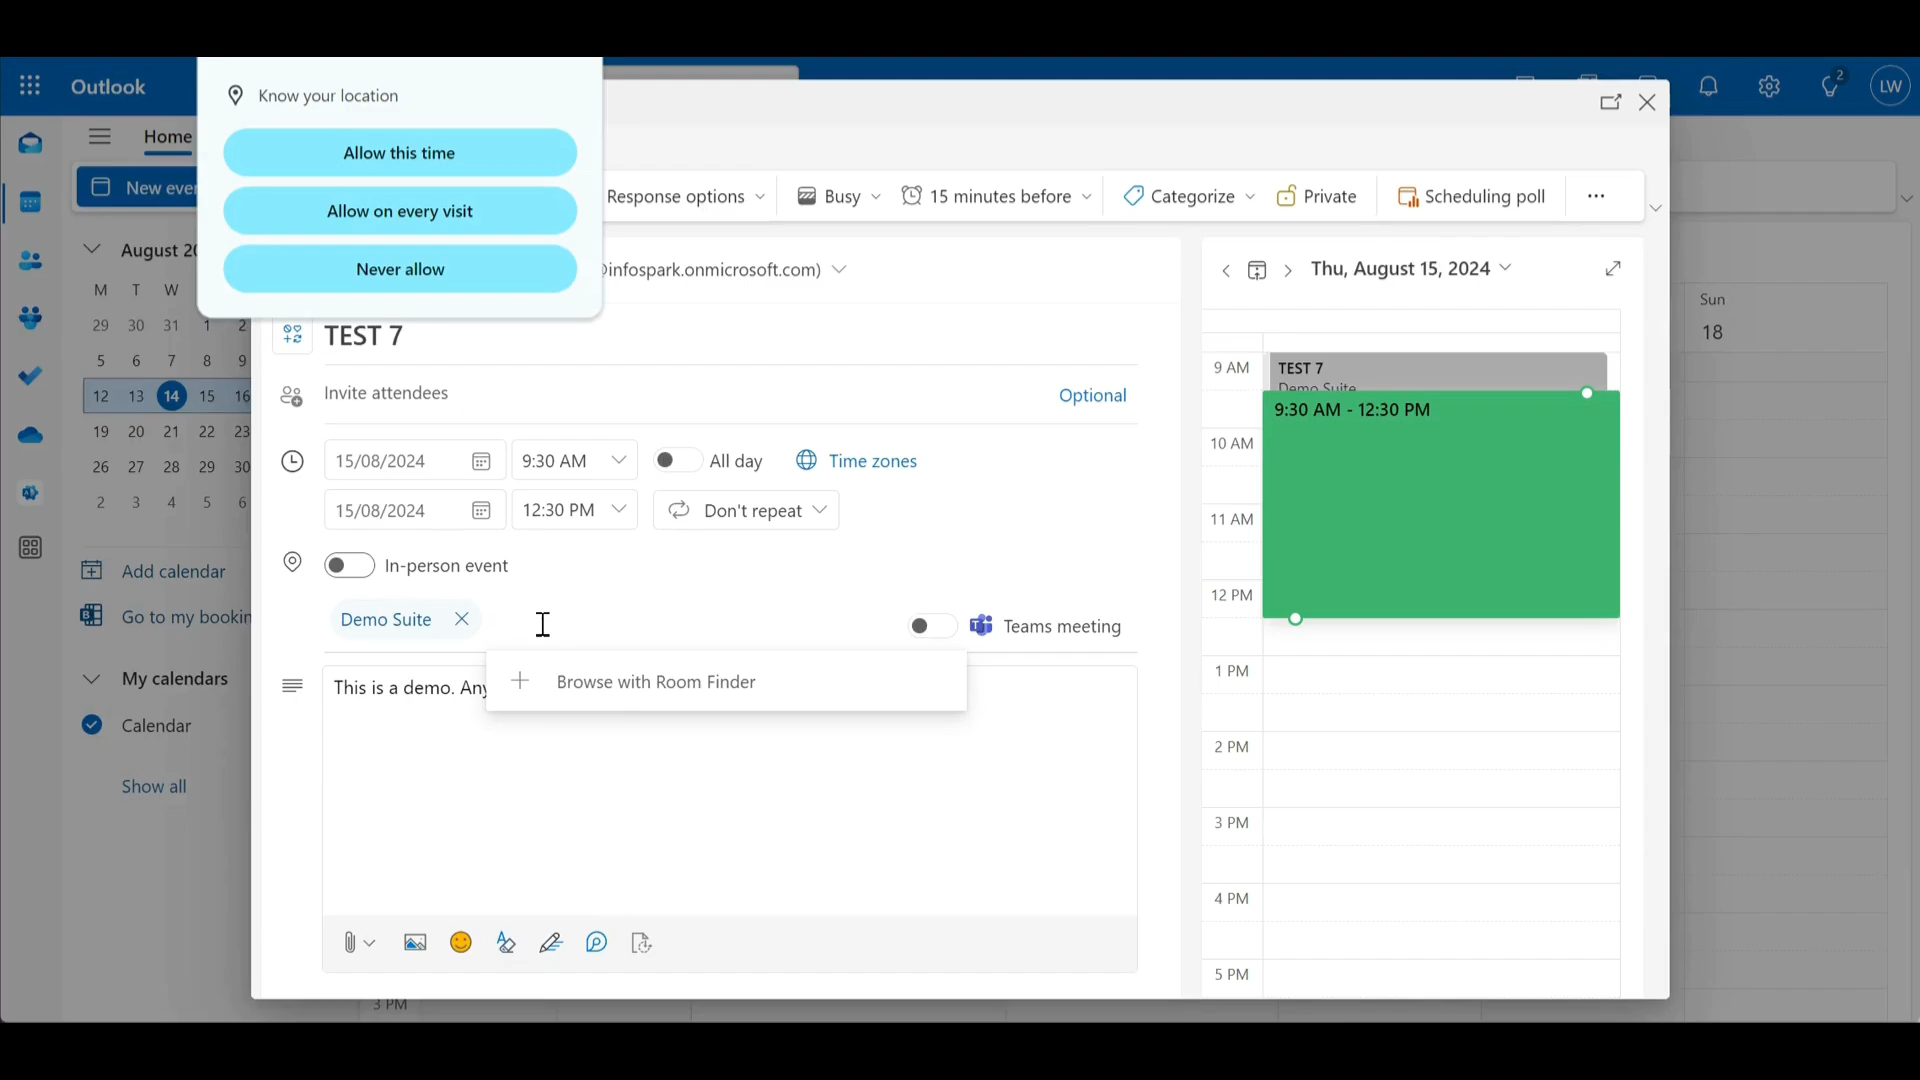 Outlook
Know your location
Allow this time
Allow on every visit
Never allow
2
LW
Home
New ever
Response options
Busy
15 minutes before
Categorize
Private
Scheduling poll
...
August 20
M T W
29 30 31 1 2
5 6 7 8 9
12 13 14 15 16
19 20 21 22 23
26 27 28 29 30
2 3 4 5 6
Add calendar
Go to my bookin
My calendars
Calendar
Show all
@infospark.onmicrosoft.com)
TEST 7
Invite attendees
Optional
15/08/2024 9:30 AM All day Time zones
15/08/2024 12:30 PM Don't repeat
In-person event
Demo Suite
Teams meeting
Browse with Room Finder
This is a demo. Any
3 PM
Thu, August 15, 2024
9 AM
TEST 7
Demo Suite
9:30 AM - 12:30 PM
10 AM
11 AM
12 PM
1 PM
2 PM
3 PM
4 PM
5 PM
Sun
18